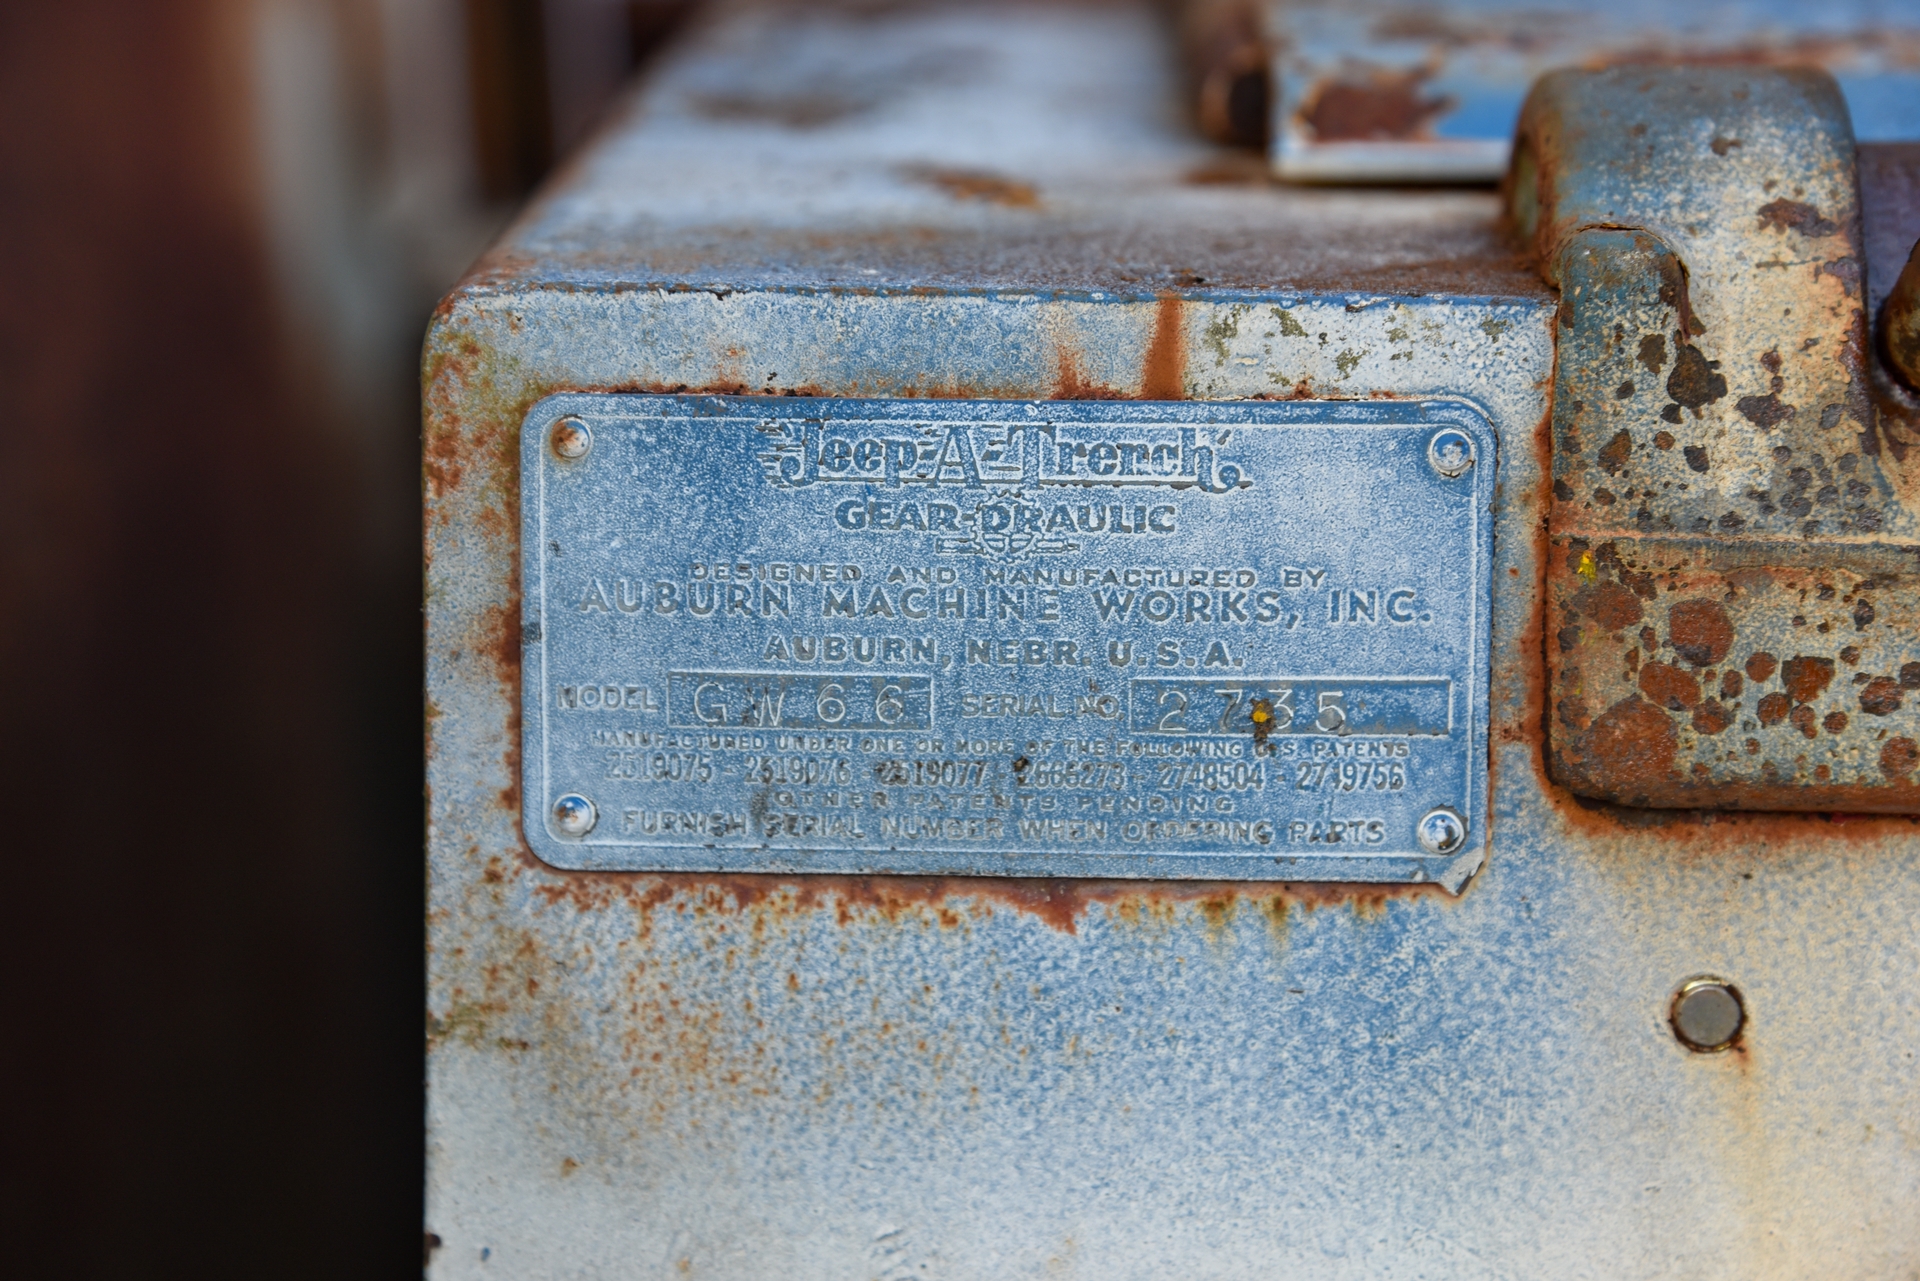 Jeep-A-Trench
GEAR-DRAULIC
DESIGNED AND MANUFACTURED BY
AUBURN MACHINE WORKS, INC.
AUBURN, NEBR. U.S.A.
MODEL GW66 SERIAL NO. 2735
MANUFACTURED UNDER ONE OR MORE OF THE FOLLOWING U.S. PATENTS
2519075 - 2519076 - 2519077 - 2666273 - 2748504 - 2749756
OTHER PATENTS PENDING
FURNISH SERIAL NUMBER WHEN ORDERING PARTS